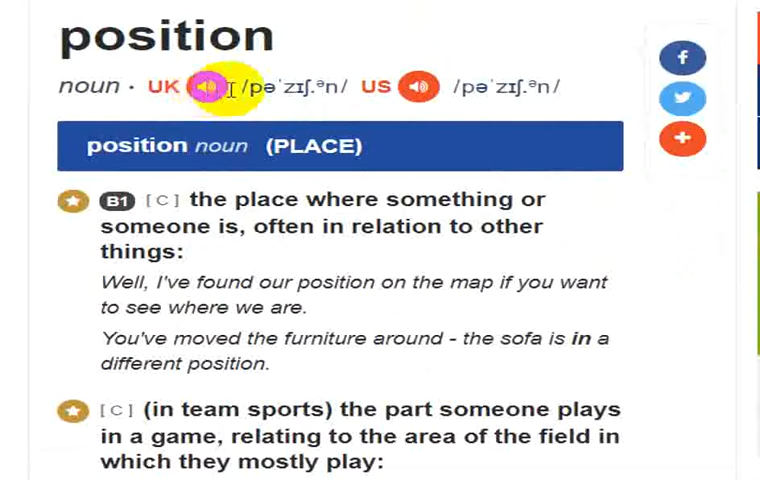 position
noun · UK /pəˈzɪʃ.ᵊn/ US /pəˈzɪʃ.ᵊn/
position noun (PLACE)
B1 [C] the place where something or
someone is, often in relation to other
things:
Well, I've found our position on the map if you want
to see where we are.
You've moved the furniture around - the sofa is in a
different position.
[C] (in team sports) the part someone plays
in a game, relating to the area of the field in
which they mostly play: